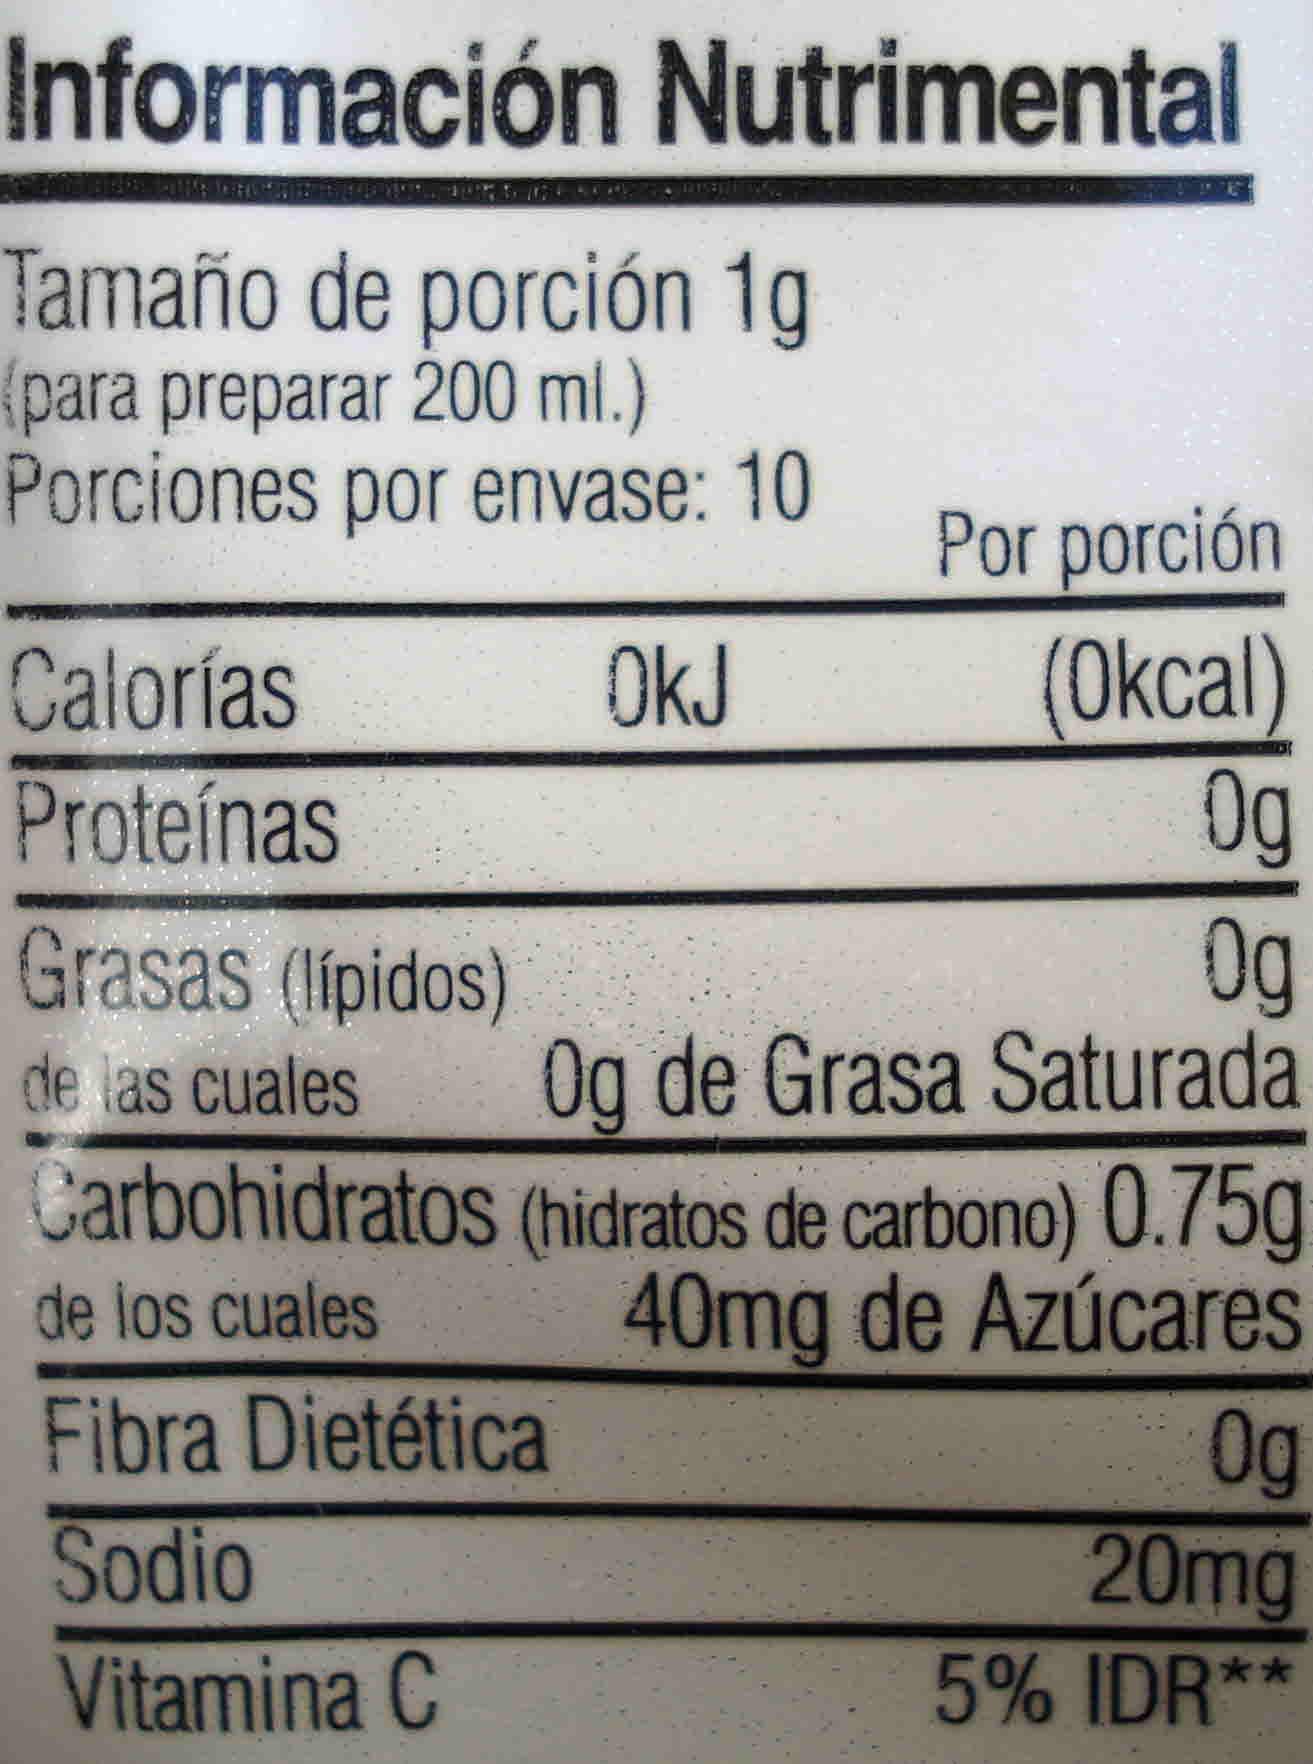 Información Nutrimental
Tamaño de porción 1g
(para preparar 200 ml.)
Porciones por envase: 10
Por porción
Calorías 0kJ (0kcal)
Proteínas 0g
Grasas (lípidos) 0g
de las cuales 0g de Grasa Saturada
Carbohidratos (hidratos de carbono) 0.75g
de los cuales 40mg de Azúcares
Fibra Dietética 0g
Sodio 20mg
Vitamina C 5% IDR**